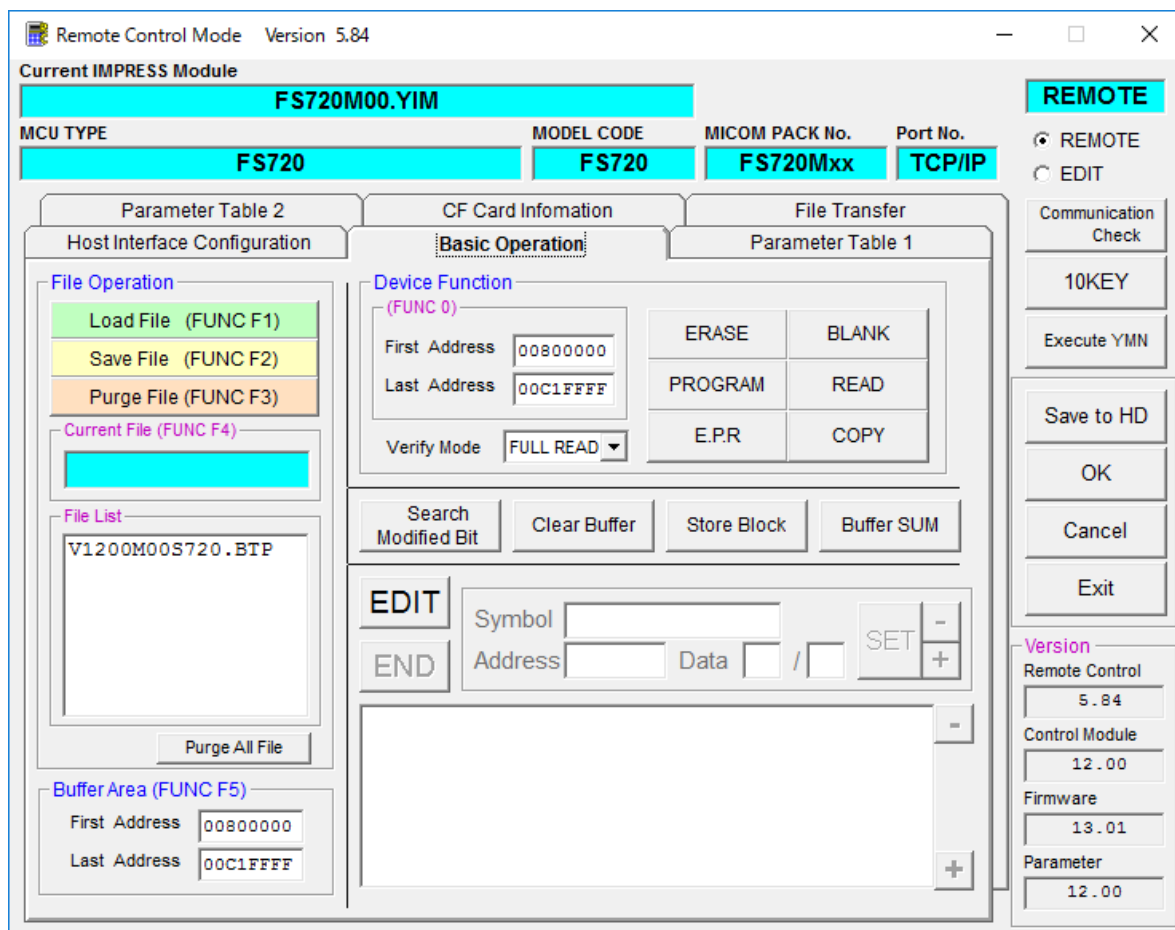 Remote Control Mode Version 5.84
Current IMPRESS Module
FS720M00.YIM
REMOTE
MCU TYPE MODEL CODE MICOM PACK No. Port No.
FS720 FS720 FS720Mxx TCP/IP
REMOTE
EDIT
Parameter Table 2 CF Card Infomation File Transfer
Host Interface Configuration Basic Operation Parameter Table 1
File Operation
Load File (FUNC F1)
Save File (FUNC F2)
Purge File (FUNC F3)
Current File (FUNC F4)
File List
V1200M00S720.BTP
Purge All File
Buffer Area (FUNC F5)
First Address 00800000
Last Address 00C1FFFF
Device Function
(FUNC 0)
First Address 00800000
Last Address 00C1FFFF
Verify Mode FULL READ
ERASE BLANK
PROGRAM READ
E.P.R COPY
Search
Modified Bit
Clear Buffer
Store Block
Buffer SUM
EDIT
END
Symbol
Address Data /
SET
-
+
-
+
Communication
Check
10KEY
Execute YMN
Save to HD
OK
Cancel
Exit
Version
Remote Control
5.84
Control Module
12.00
Firmware
13.01
Parameter
12.00